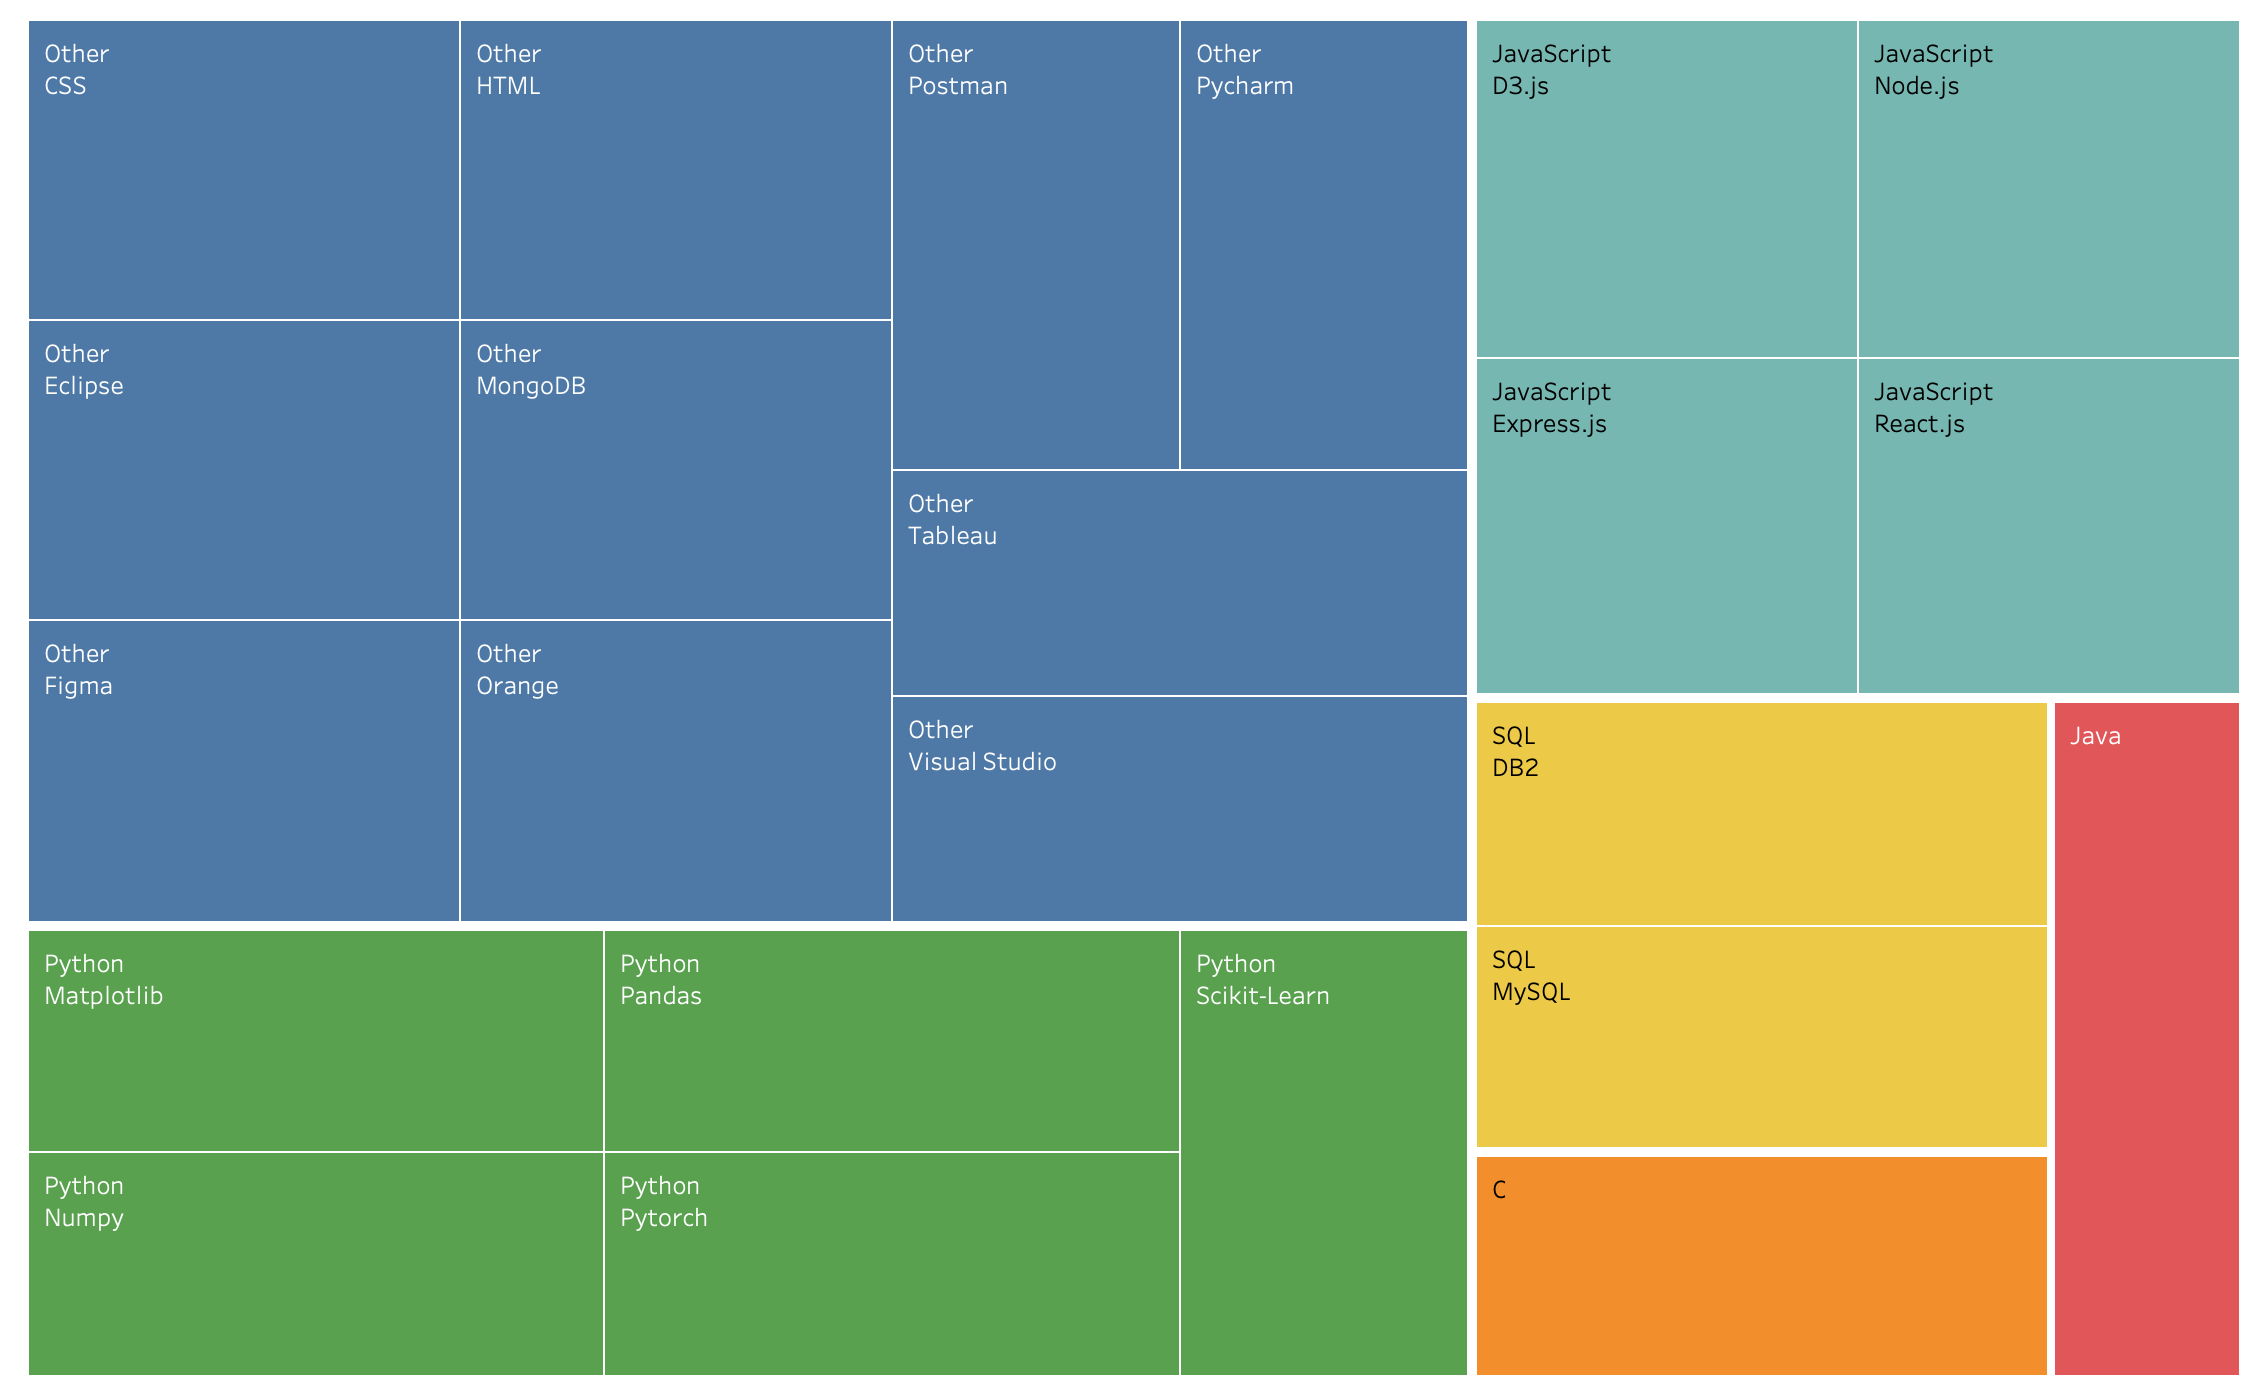 Other
CSS
Other
HTML
Other
Postman
Other
Pycharm
JavaScript
D3.js
JavaScript
Node.js
Other
Eclipse
Other
MongoDB
JavaScript
Express.js
JavaScript
React.js
Other
Tableau
Other
Figma
Other
Orange
Other
Visual Studio
SQL
DB2
Java
Python
Matplotlib
Python
Pandas
Python
Scikit-Learn
SQL
MySQL
Python
Numpy
Python
Pytorch
C